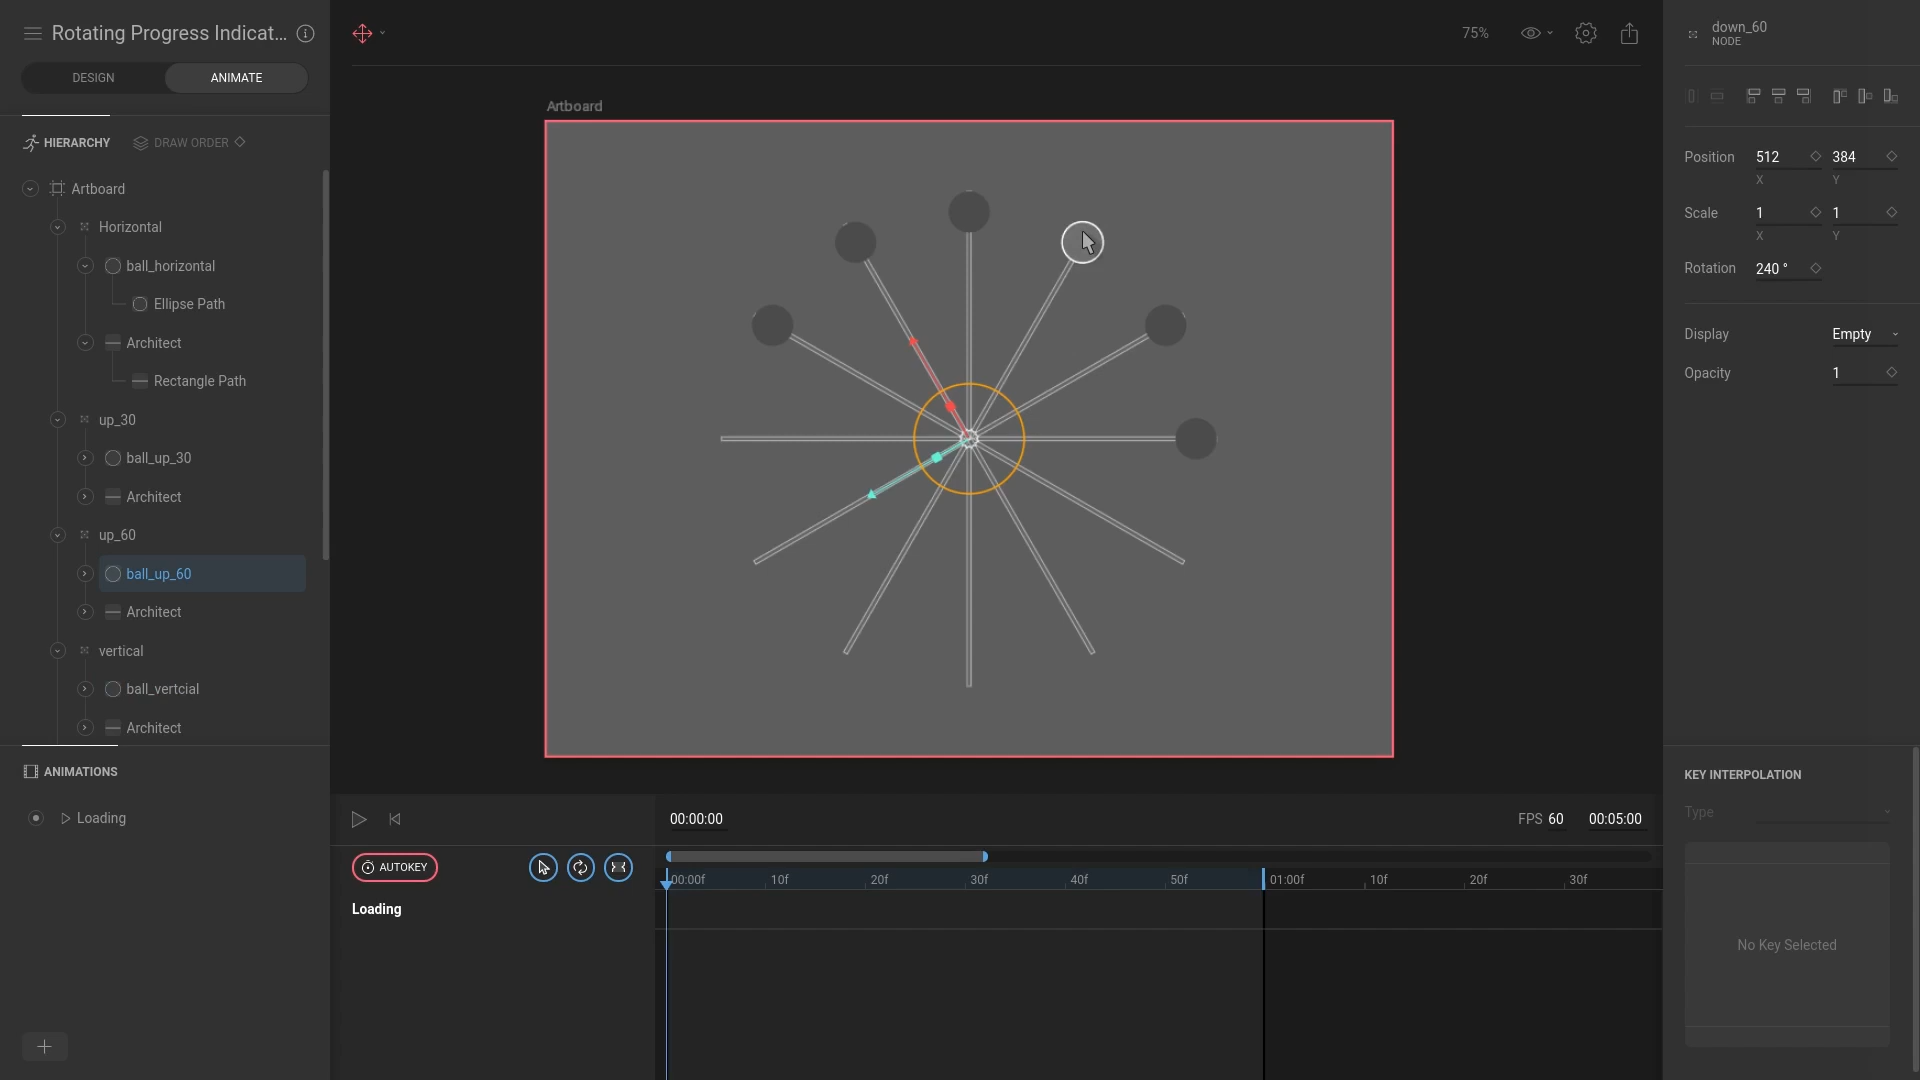 Rotating Progress Indicat...
DESIGN
ANIMATE
HIERARCHY
DRAW ORDER
Artboard
Horizontal
ball_horizontal
Ellipse Path
Architect
Rectangle Path
up_30
ball_up_30
Architect
up_60
ball_up_60
Architect
vertical
ball_vertcial
Architect
ANIMATIONS
Loading
75%
Artboard
00:00:00
FPS 60
00:05:00
AUTOKEY
00:00f 10f 20f 30f 40f 50f 01:00f 10f 20f 30f
Loading
down_60
NODE
Position 512 384
X Y
Scale 1 1
X Y
Rotation 240 °
Display Empty
Opacity 1
KEY INTERPOLATION
Type
No Key Selected